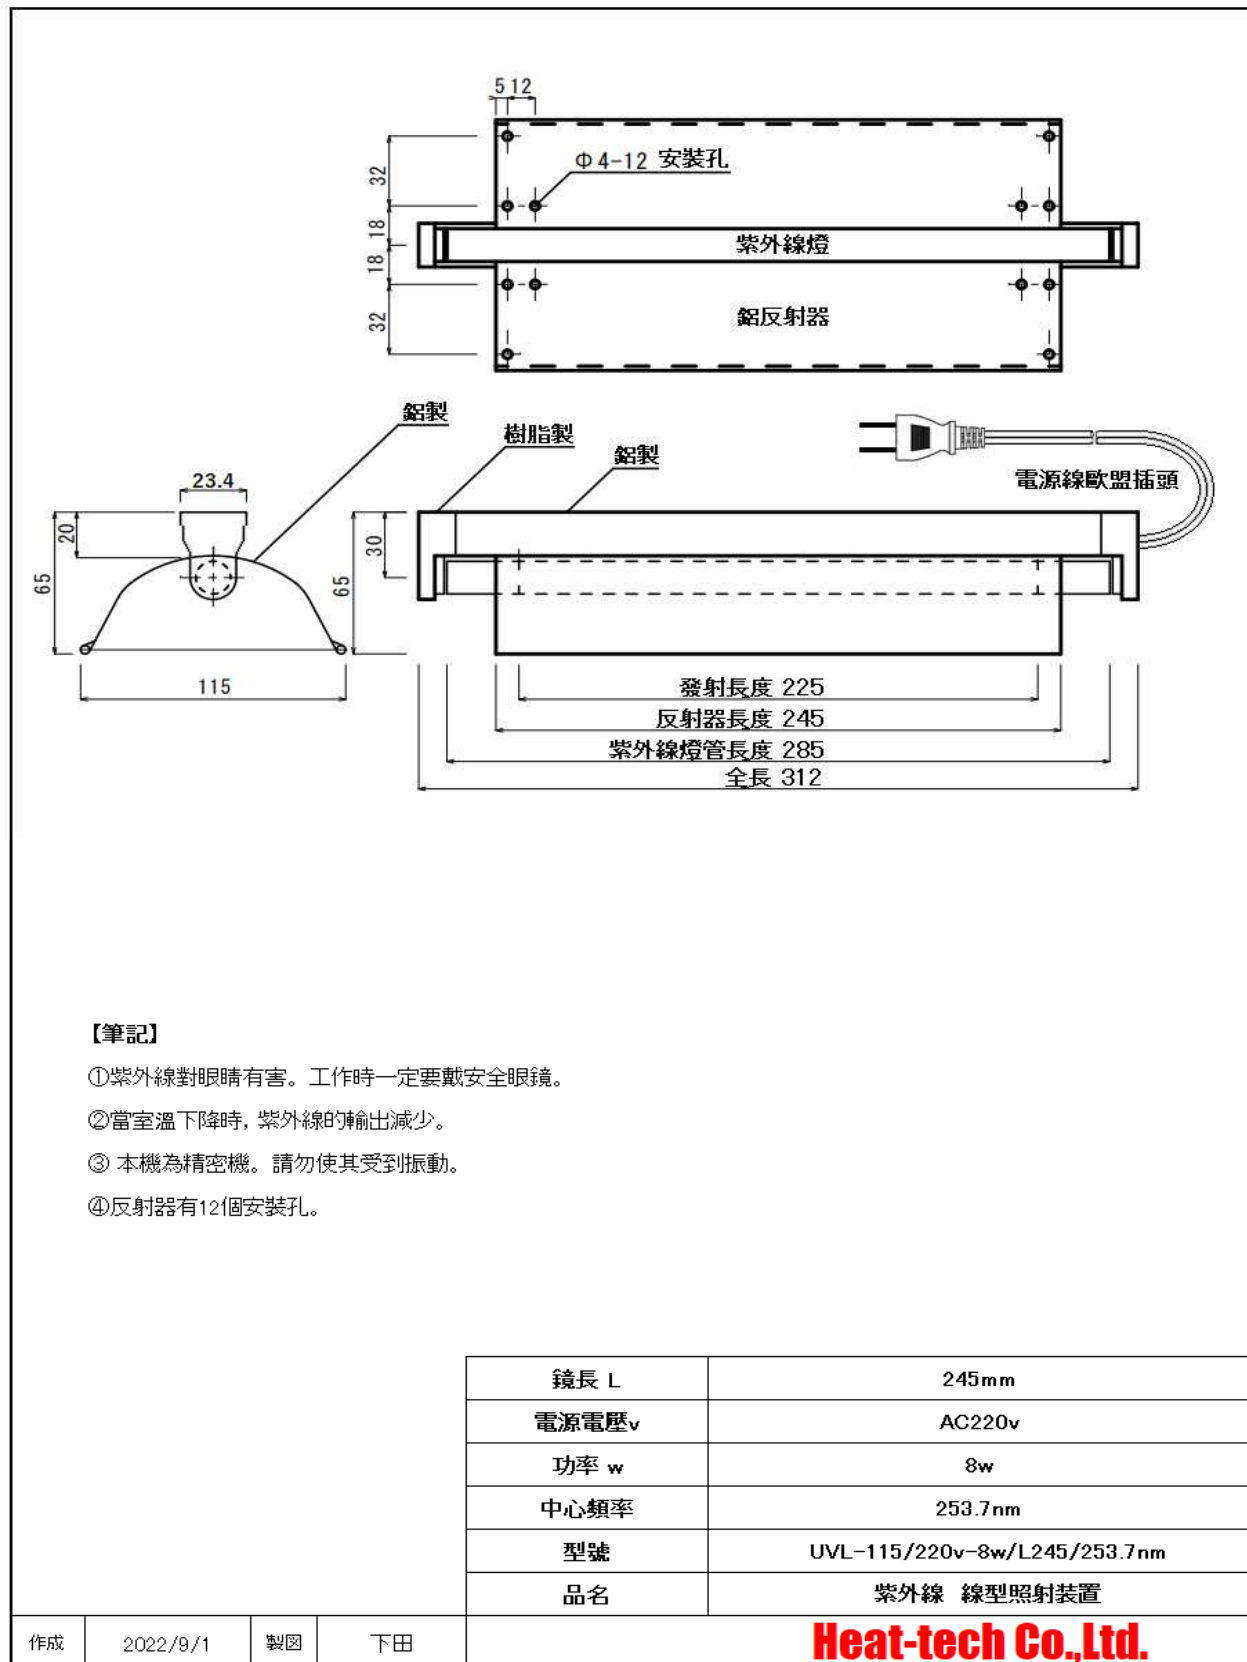 5 12
32
18
18
32
Φ4-12 安裝孔
紫外線燈
鋁反射器
鋁製
樹脂製
鋁製
電源線歐盟插頭
23.4
20
65
115
65
30
發射長度 225
反射器長度 245
紫外線燈管長度 285
全長 312
【筆記】
①紫外線對眼睛有害。工作時一定要戴安全眼鏡。
②當室溫下降時，紫外線的輸出減少。
③ 本機為精密機。請勿使其受到振動。
④反射器有12個安裝孔。
鏡長 L 245mm
電源電壓v AC220v
功率 w 8w
中心頻率 253.7nm
型號 UVL-115/220v-8w/L245/253.7nm
品名 紫外線 線型照射装置
作成 2022/9/1 製図 下田 Heat-tech Co.,Ltd.